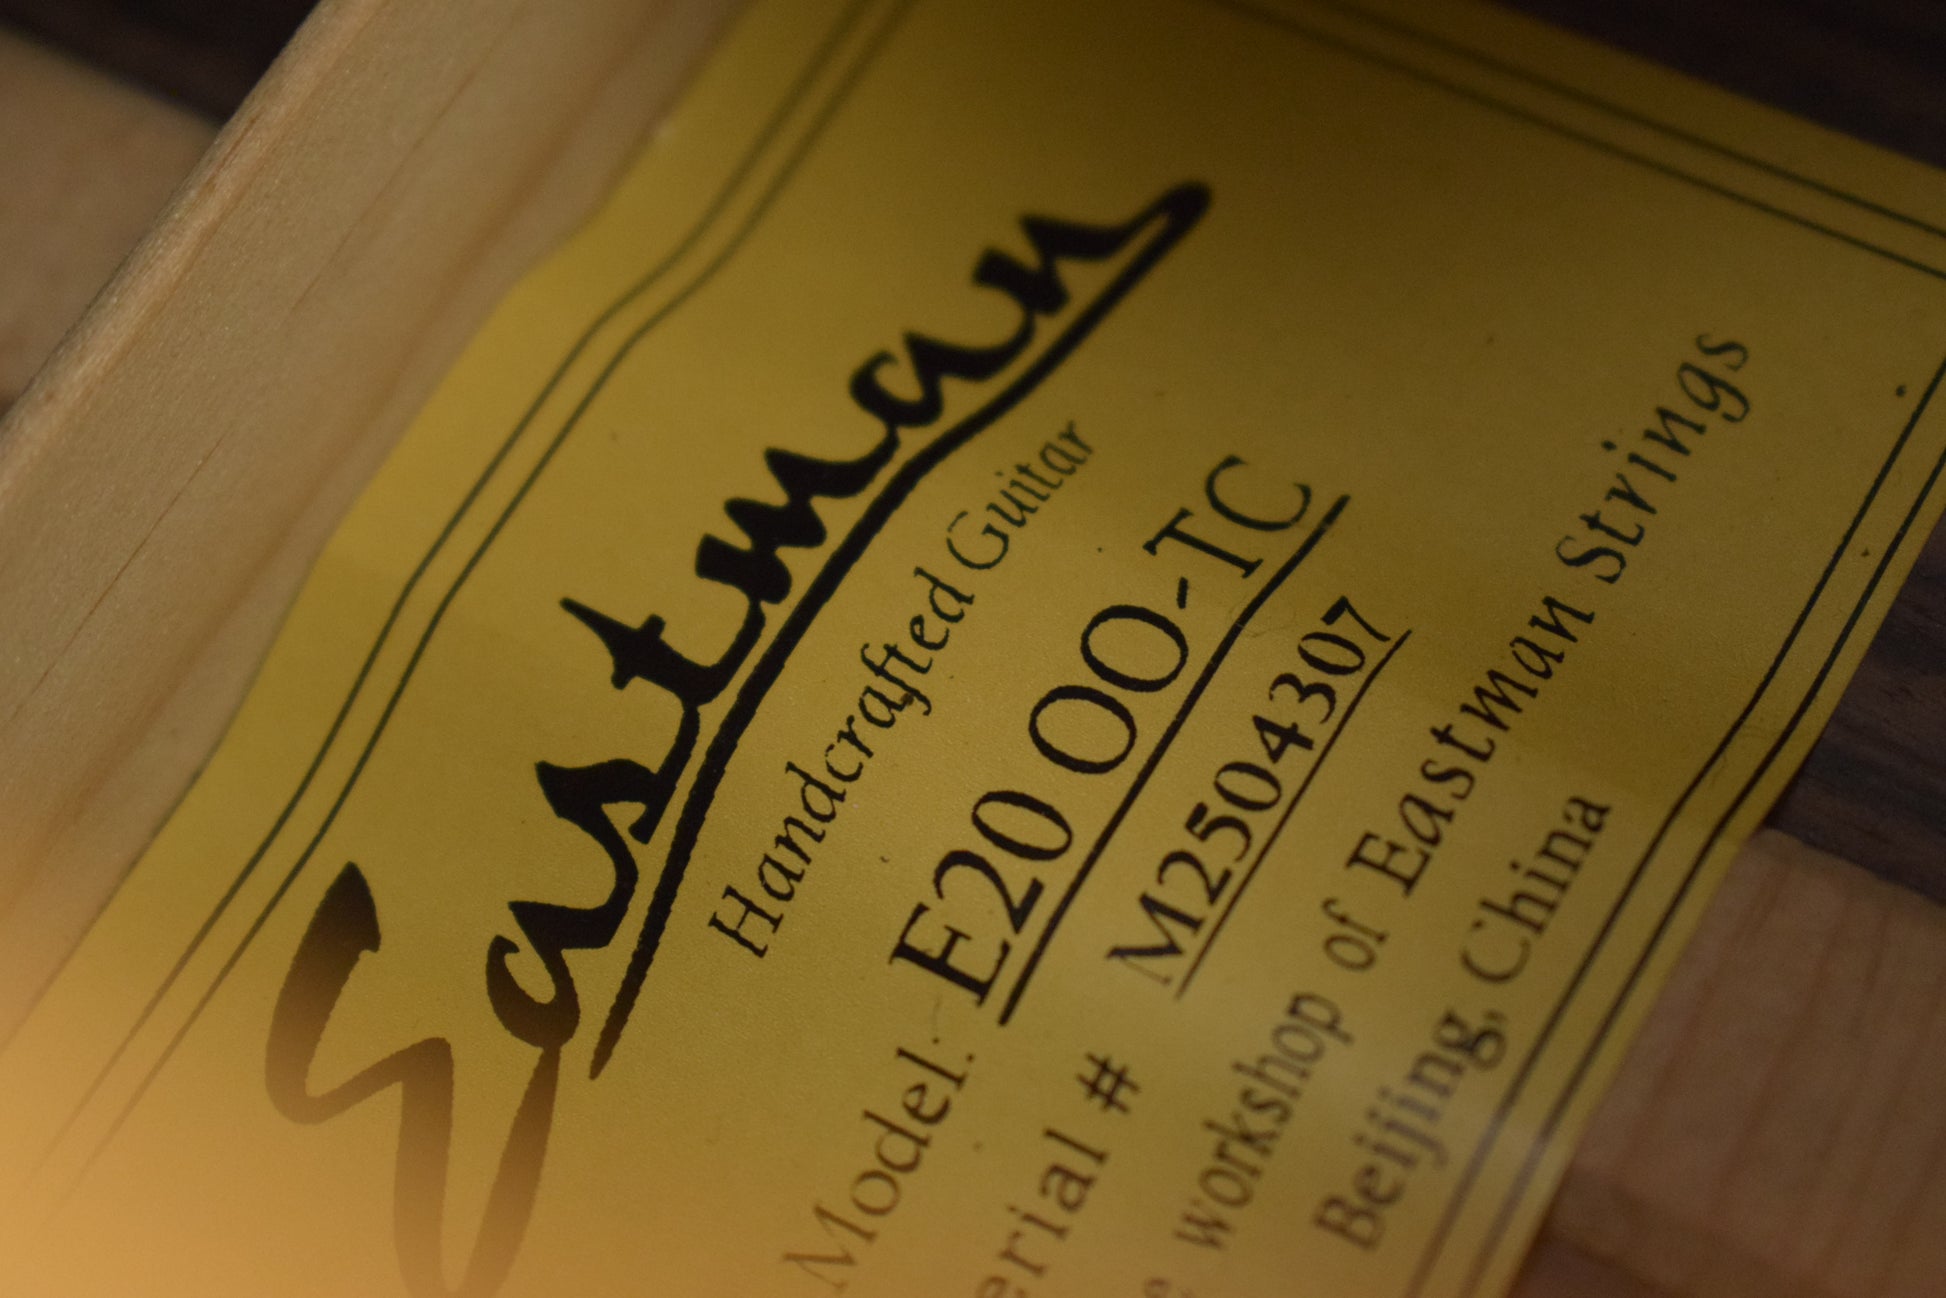 Eastman
Handcrafted Guitar
Model: E20 OO-TC
erial # M2504307
e workshop of Eastman Strings
Beijing, China